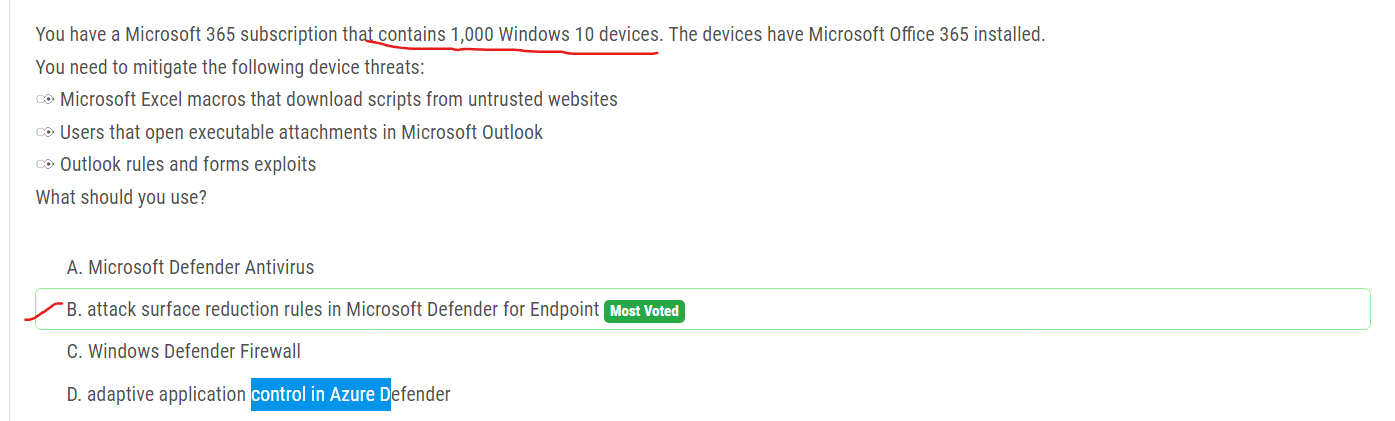 You have a Microsoft 365 subscription that contains 1,000 Windows 10 devices. The devices have Microsoft Office 365 installed.
You need to mitigate the following device threats:
Microsoft Excel macros that download scripts from untrusted websites
Users that open executable attachments in Microsoft Outlook
Outlook rules and forms exploits
What should you use?
A. Microsoft Defender Antivirus
B. attack surface reduction rules in Microsoft Defender for Endpoint Most Voted
C. Windows Defender Firewall
D. adaptive application control in Azure Defender